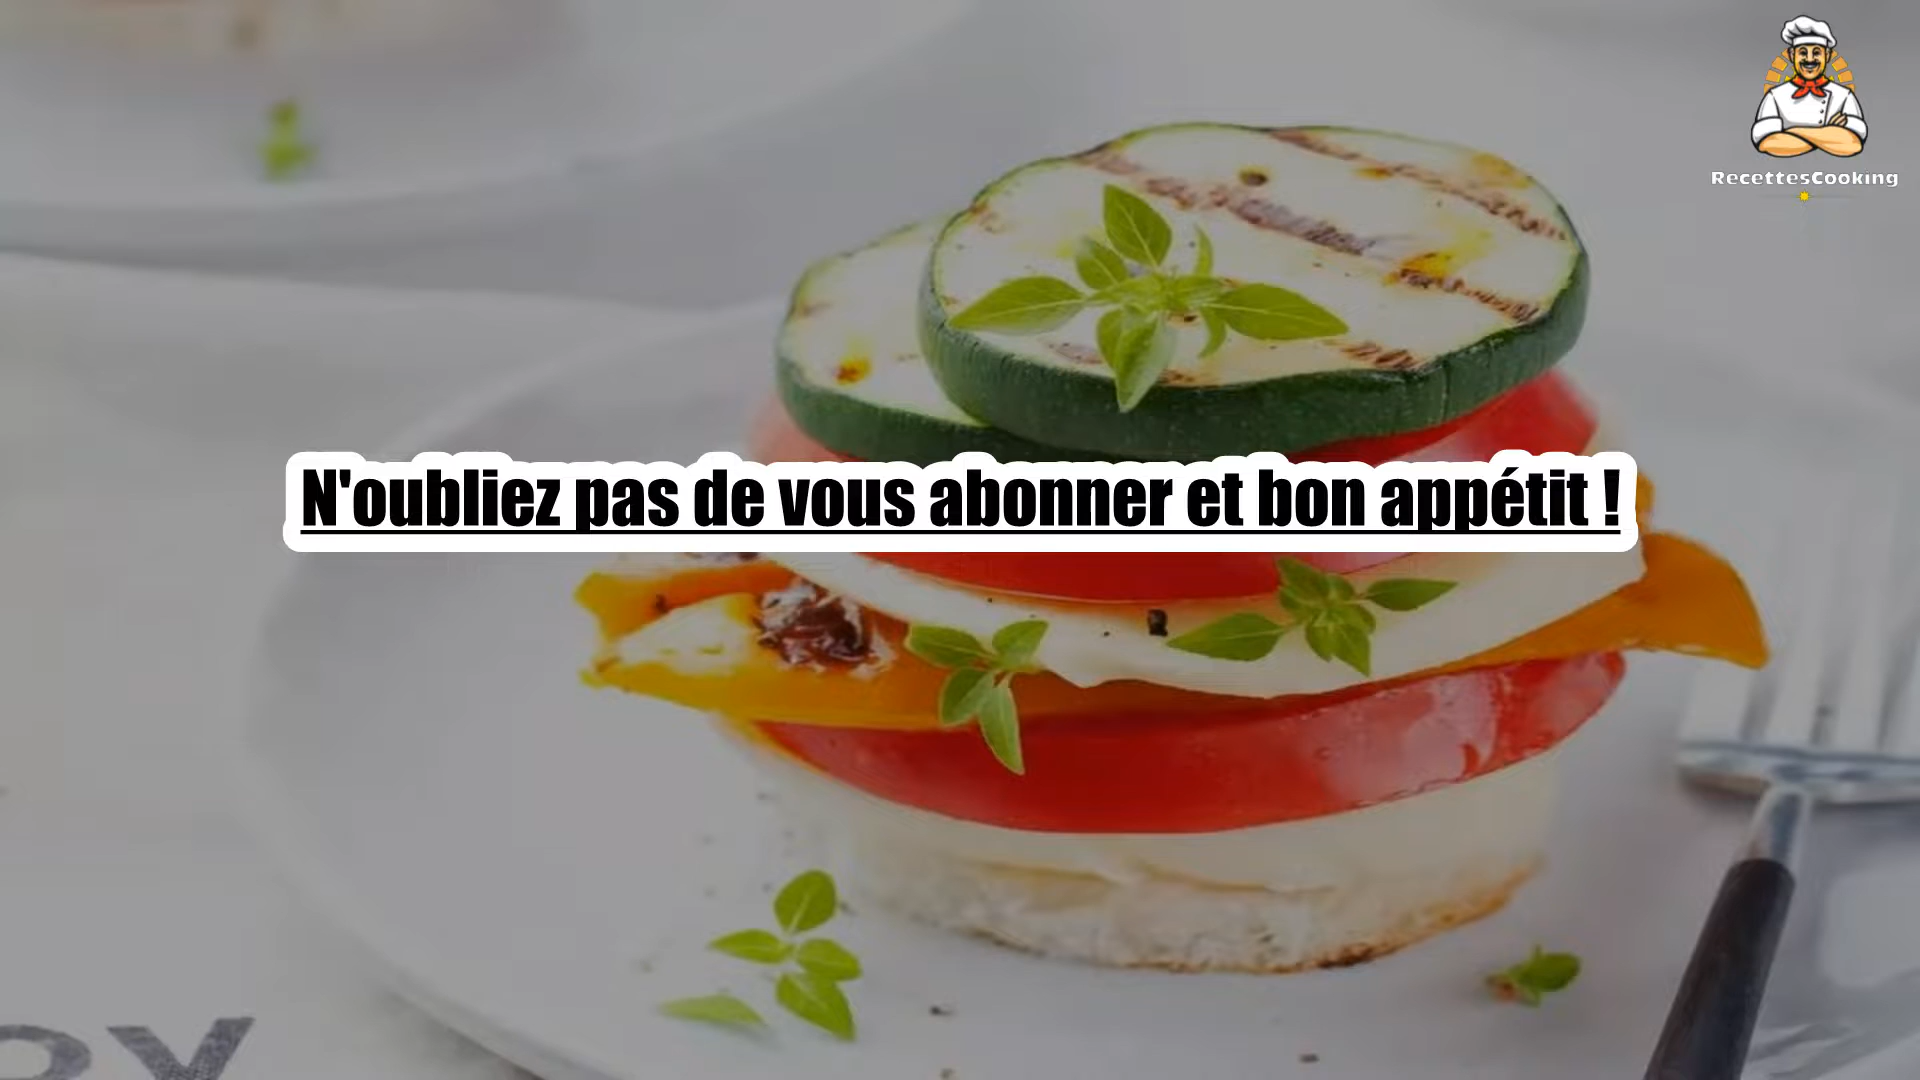 RecettesCooking
N'oubliez pas de vous abonner et bon appétit !